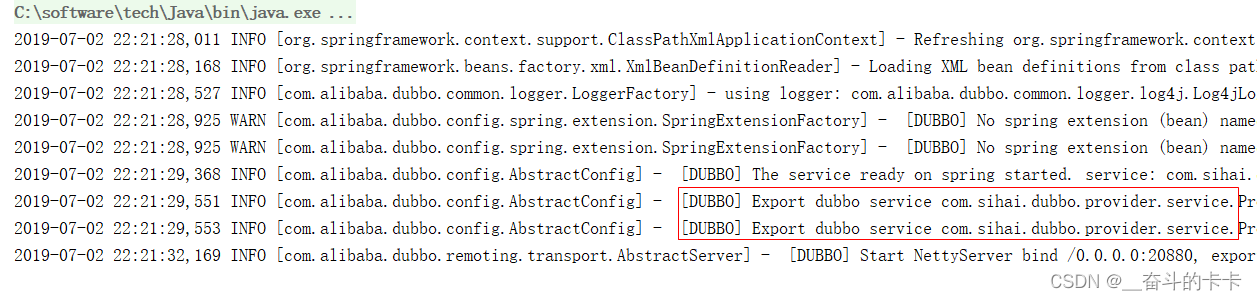 C:\software\tech\Java\bin\java.exe ...
2019-07-02 22:21:28,011 INFO [org.springframework.context.support.ClassPathXmlApplicationContext] - Refreshing org.springframework.context
2019-07-02 22:21:28,168 INFO [org.springframework.beans.factory.xml.XmlBeanDefinitionReader] - Loading XML bean definitions from class pat
2019-07-02 22:21:28,527 INFO [com.alibaba.dubbo.common.logger.LoggerFactory] - using logger: com.alibaba.dubbo.common.logger.log4j.Log4jLo
2019-07-02 22:21:28,925 WARN [com.alibaba.dubbo.config.spring.extension.SpringExtensionFactory] -  [DUBBO] No spring extension (bean) name
2019-07-02 22:21:28,925 WARN [com.alibaba.dubbo.config.spring.extension.SpringExtensionFactory] -  [DUBBO] No spring extension (bean) name
2019-07-02 22:21:29,368 INFO [com.alibaba.dubbo.config.AbstractConfig] -  [DUBBO] The service ready on spring started. service: com.sihai.
2019-07-02 22:21:29,551 INFO [com.alibaba.dubbo.config.AbstractConfig] -  [DUBBO] Export dubbo service com.sihai.dubbo.provider.service.Pr
2019-07-02 22:21:29,553 INFO [com.alibaba.dubbo.config.AbstractConfig] -  [DUBBO] Export dubbo service com.sihai.dubbo.provider.service.Pr
2019-07-02 22:21:32,169 INFO [com.alibaba.dubbo.remoting.transport.AbstractServer] -  [DUBBO] Start NettyServer bind /0.0.0.0:20880, expor
CSDN @__奋斗的卡卡